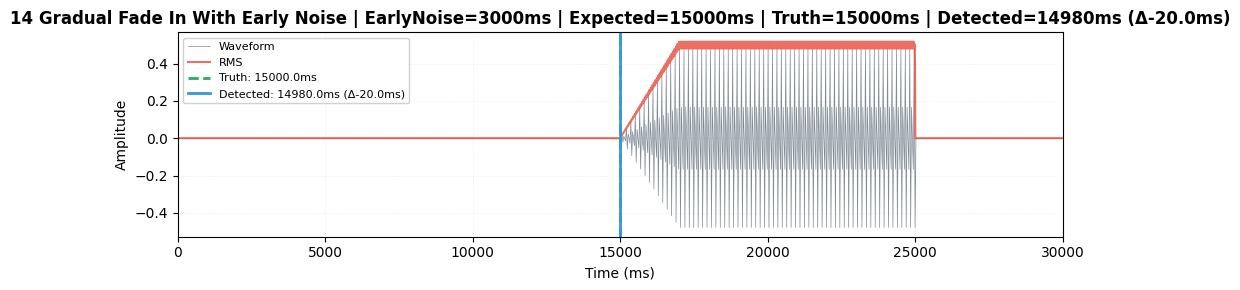 14 Gradual Fade In With Early Noise | EarlyNoise=3000ms | Expected=15000ms | Truth=15000ms | Detected=14980ms (Δ-20.0ms)
Waveform
RMS
Truth: 15000.0ms
Detected: 14980.0ms (Δ-20.0ms)
Amplitude
0.4
0.2
0.0
−0.2
−0.4
0 5000 10000 15000 20000 25000 30000
Time (ms)